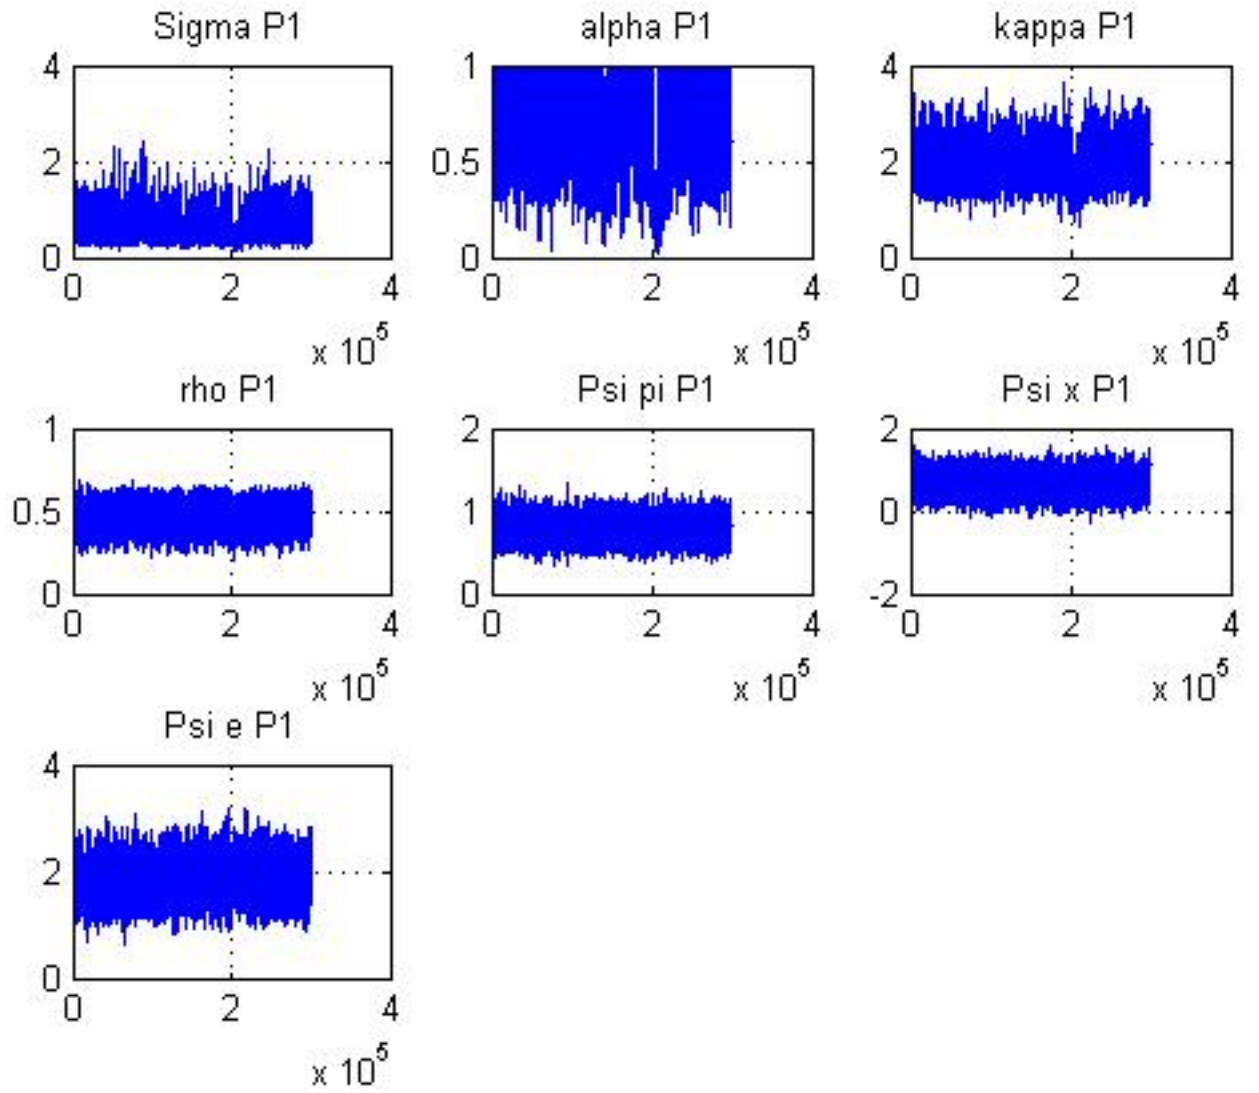 Sigma P1 alpha P1 kappa P1
4 1 4
2 0.5 2
0 0 0
0 2 4 0 2 4 0 2 4
x 10^5 x 10^5 x 10^5
rho P1 Psi pi P1 Psi x P1
1 2 2
0.5 1 0
0 0 -2
0 2 4 0 2 4 0 2 4
x 10^5 x 10^5 x 10^5
Psi e P1
4
2
0
0 2 4
x 10^5